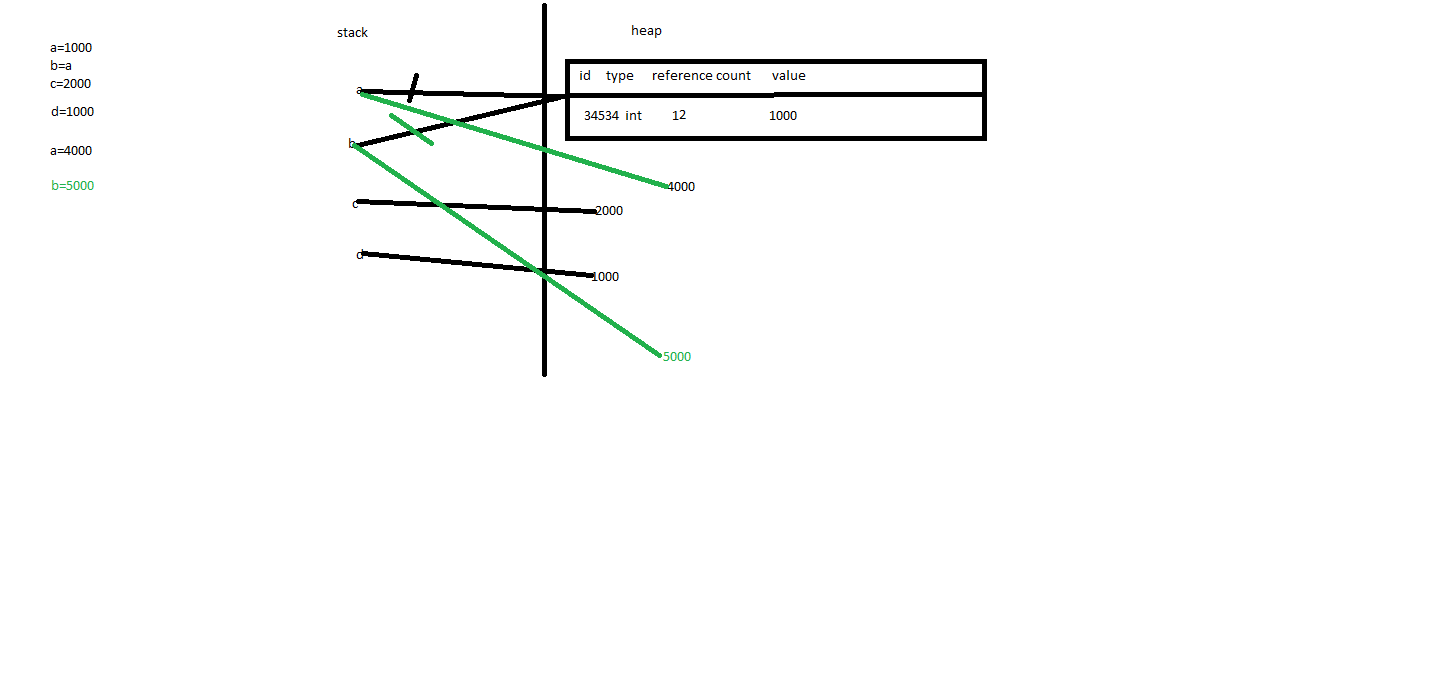 a=1000
b=a
c=2000
d=1000
a=4000
b=5000
stack
heap
id type reference count value
34534 int 12 1000
a
b
c
d
4000
2000
1000
5000